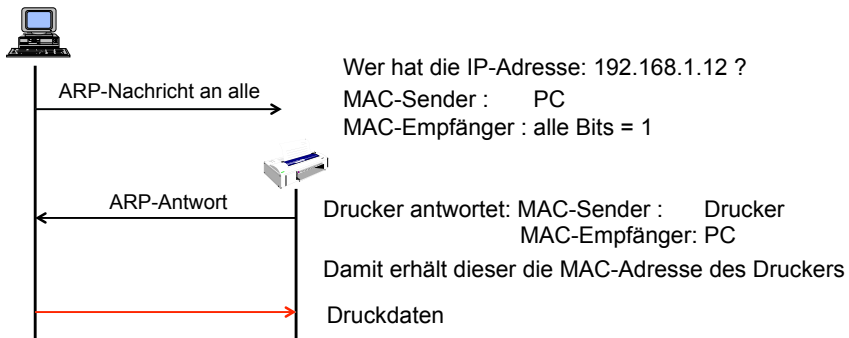 Wer hat die IP-Adresse: 192.168.1.12 ?
ARP-Nachricht an alle
MAC-Sender : PC
MAC-Empfänger : alle Bits = 1
ARP-Antwort
Drucker antwortet: MAC-Sender : Drucker
MAC-Empfänger: PC
Damit erhält dieser die MAC-Adresse des Druckers
Druckdaten